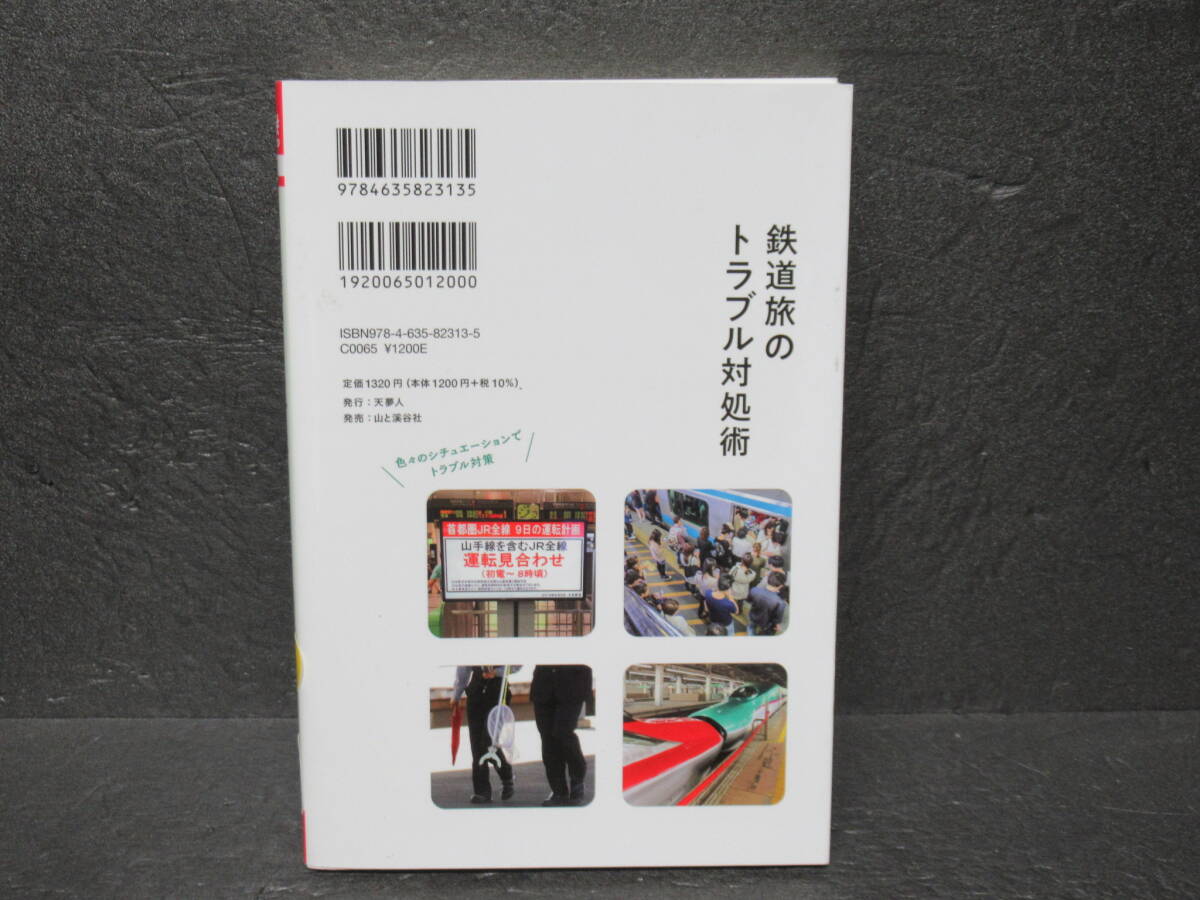 9784635823135
1920065012000
ISBN978-4-635-82313-5
C0065 ¥1200E
定価1320円(本体1200円+税10%)
発行:天夢人
発売:山と溪谷社
鉄道旅の
トラブル対処術
色々のシチュエーションで
トラブル対策
首都圏JR全線 9日の運転計画
山手線を含むJR全線
運転見合わせ
(初電~8時頃)